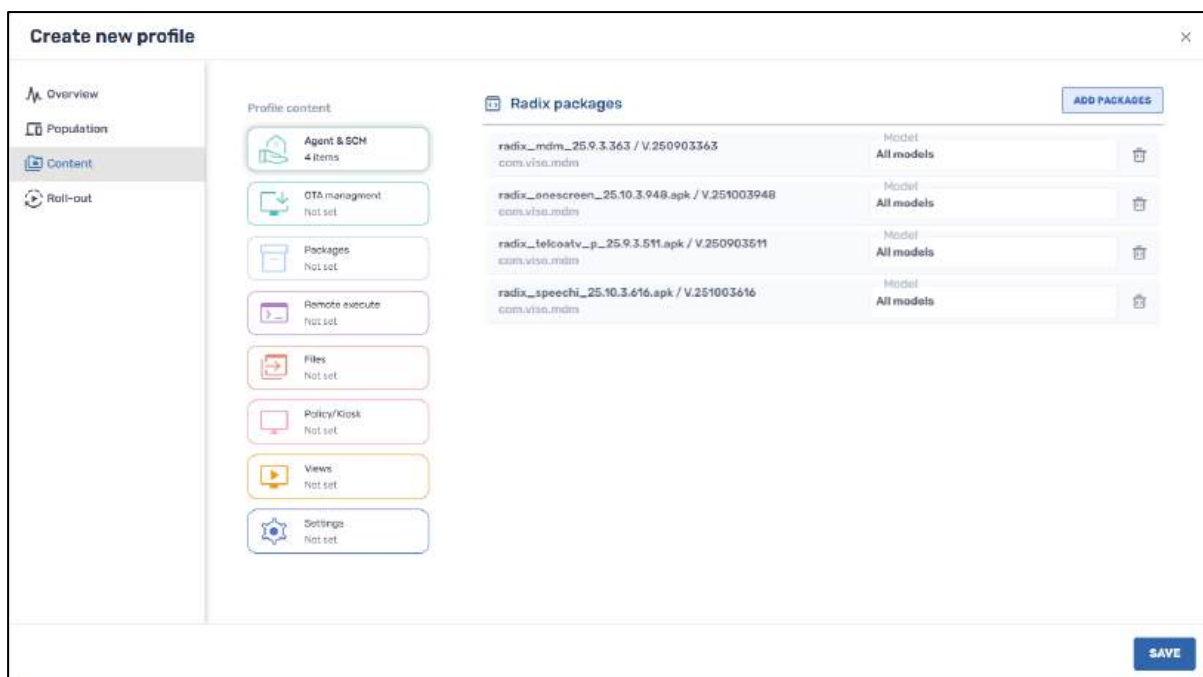 Create new profile
Overview
Population
Content
Roll-out
Profile content
Agent & SCM
4 items
OTA managment
Not set
Packages
Not set
Remote execute
Not set
Files
Not set
Policy/Kiosk
Not set
Views
Not set
Settings
Not set
Radix packages
ADD PACKAGES
radix_mdm_25.9.3.363 / V.250903363
com.viso.mdm
Model
All models
radix_onescreen_25.10.3.948.apk / V.251003948
com.viso.mdm
Model
All models
radix_telcoatv_p_25.9.3.511.apk / V.250903511
com.viso.mdm
Model
All models
radix_speechi_25.10.3.616.apk / V.251003616
com.viso.mdm
Model
All models
SAVE